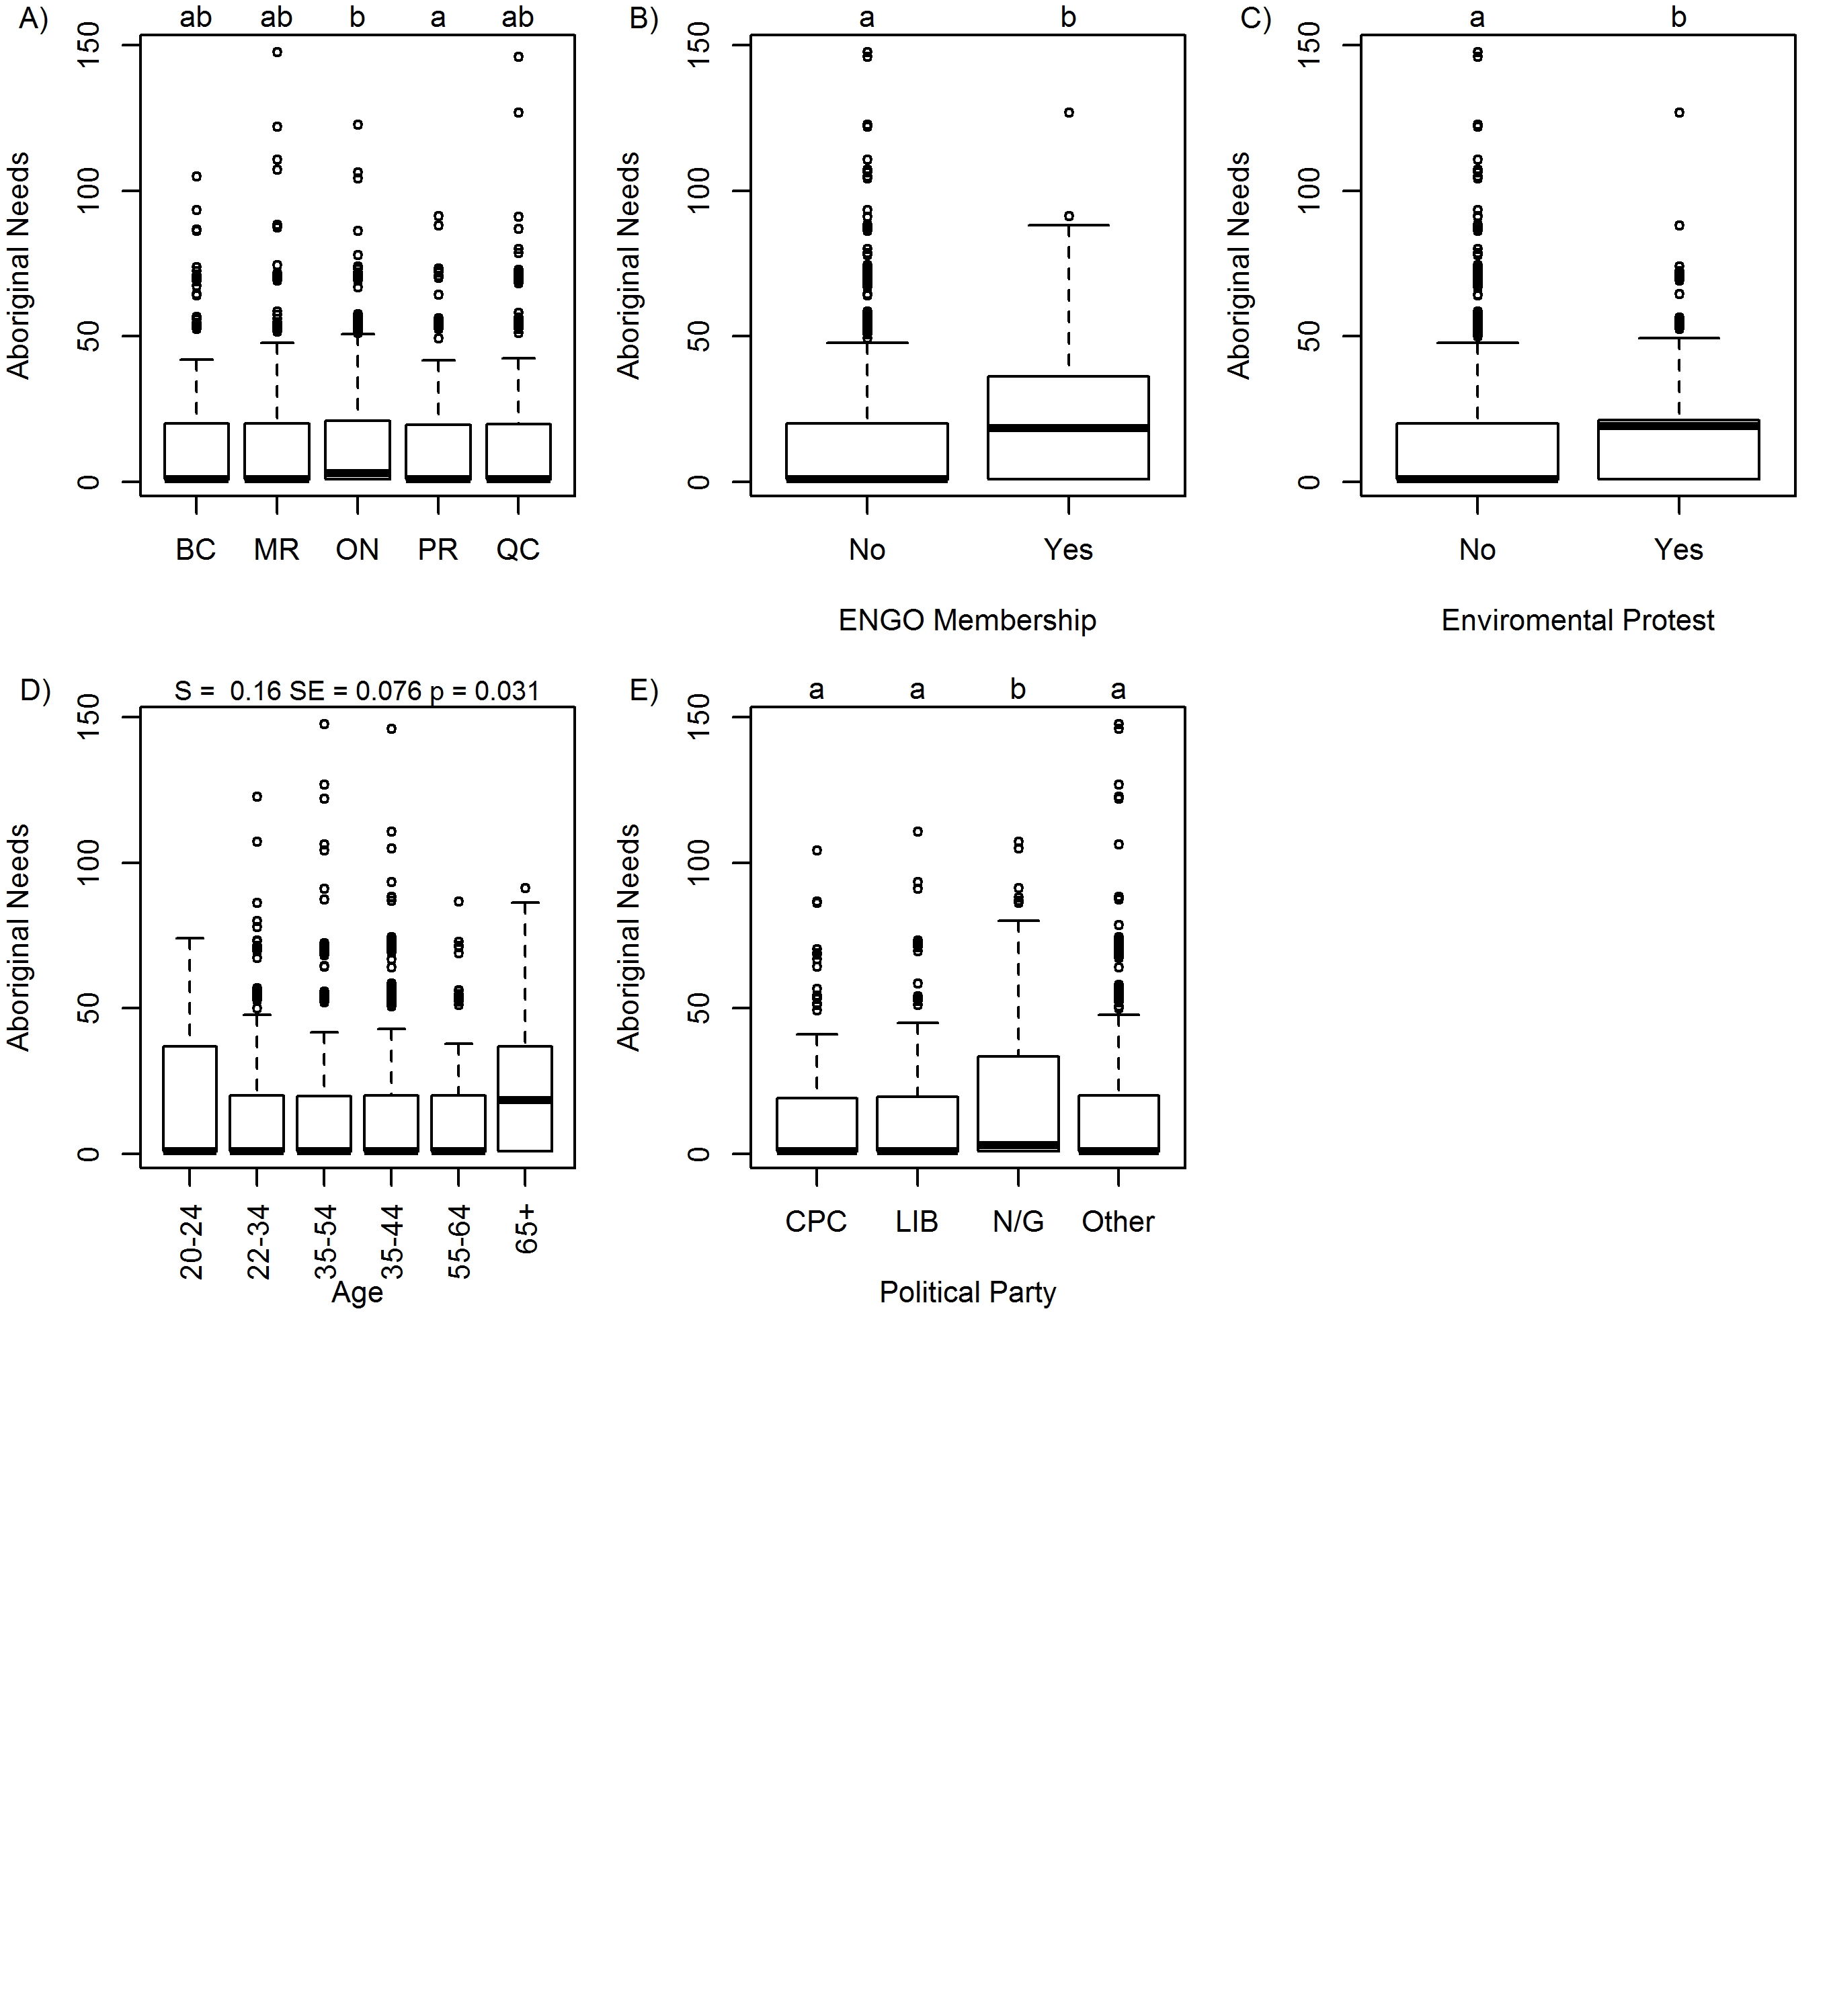 A) ab ab b a ab
150
100
50
0
Aboriginal Needs
BC MR ON PR QC
B) a b
150
100
50
0
Aboriginal Needs
No Yes
ENGO Membership
C) a b
150
100
50
0
Aboriginal Needs
No Yes
Enviromental Protest
D) S = 0.16 SE = 0.076 p = 0.031
150
100
50
0
Aboriginal Needs
20-24 22-34 35-54 35-44 55-64 65+
Age
E) a a b a
150
100
50
0
Aboriginal Needs
CPC LIB N/G Other
Political Party